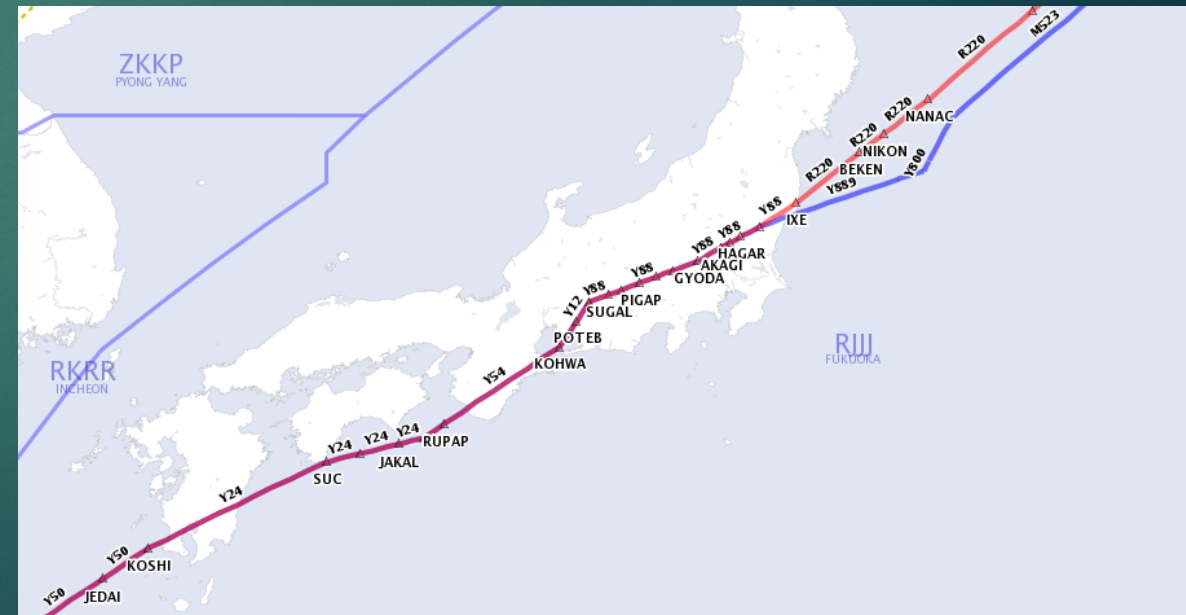 M523
R220
ZKKP
PYONG YANG
R220
NANAC
R220
NIKON
R220
BEKEN
Y800
Y889
Y88
IXE
Y88
HAGAR
Y88
AKAGI
Y88
GYODA
Y88
PIGAP
Y12
SUGAL
POTEB
RJJJ
FUKUOKA
KOHWA
RKRR
INCHEON
Y54
Y24
RUPAP
Y24
JAKAL
Y24
SUC
Y24
Y50
KOSHI
Y50
JEDAI